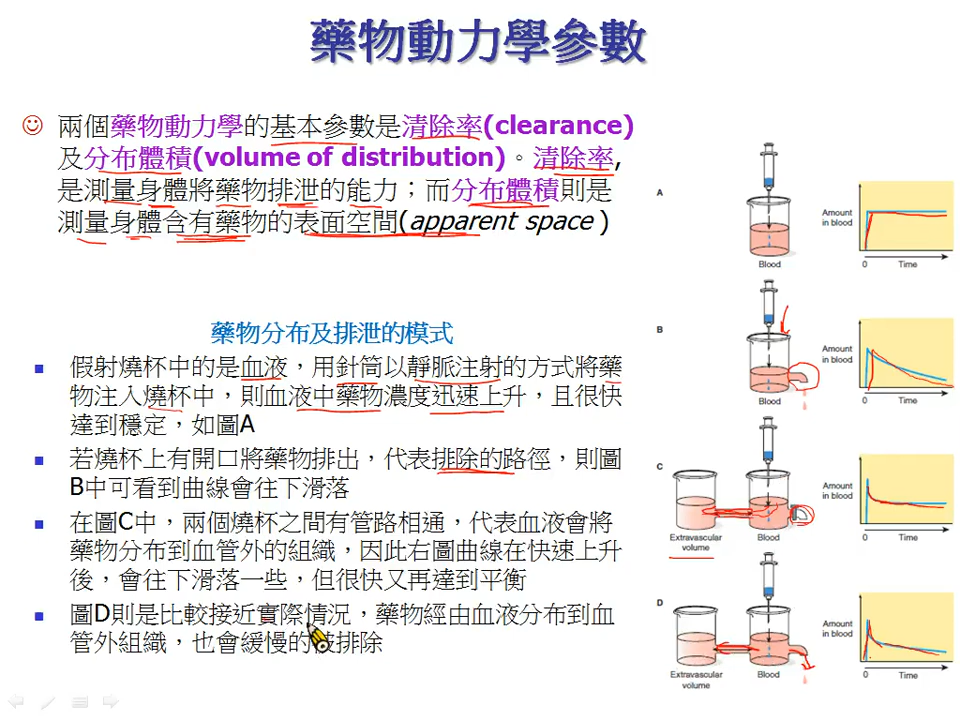 藥物動力學參數
兩個藥物動力學的基本參數是清除率(clearance)
及分布體積(volume of distribution)。清除率,
是測量身體將藥物排泄的能力；而分布體積則是
測量身體含有藥物的表面空間(apparent space )
藥物分布及排泄的模式
假射燒杯中的是血液，用針筒以靜脈注射的方式將藥
物注入燒杯中，則血液中藥物濃度迅速上升，且很快
達到穩定，如圖A
若燒杯上有開口將藥物排出，代表排除的路徑，則圖
B中可看到曲線會往下滑落
在圖C中，兩個燒杯之間有管路相通，代表血液會將
藥物分布到血管外的組織，因此右圖曲線在快速上升
後，會往下滑落一些，但很快又再達到平衡
圖D則是比較接近實際情況，藥物經由血液分布到血
管外組織，也會緩慢的被排除
A
Amount
in blood
Blood
0 Time
B
Amount
in blood
Blood
0 Time
C
Amount
in blood
Extravascular
volume
Blood
0 Time
D
Amount
in blood
Extravascular
volume
Blood
0 Time